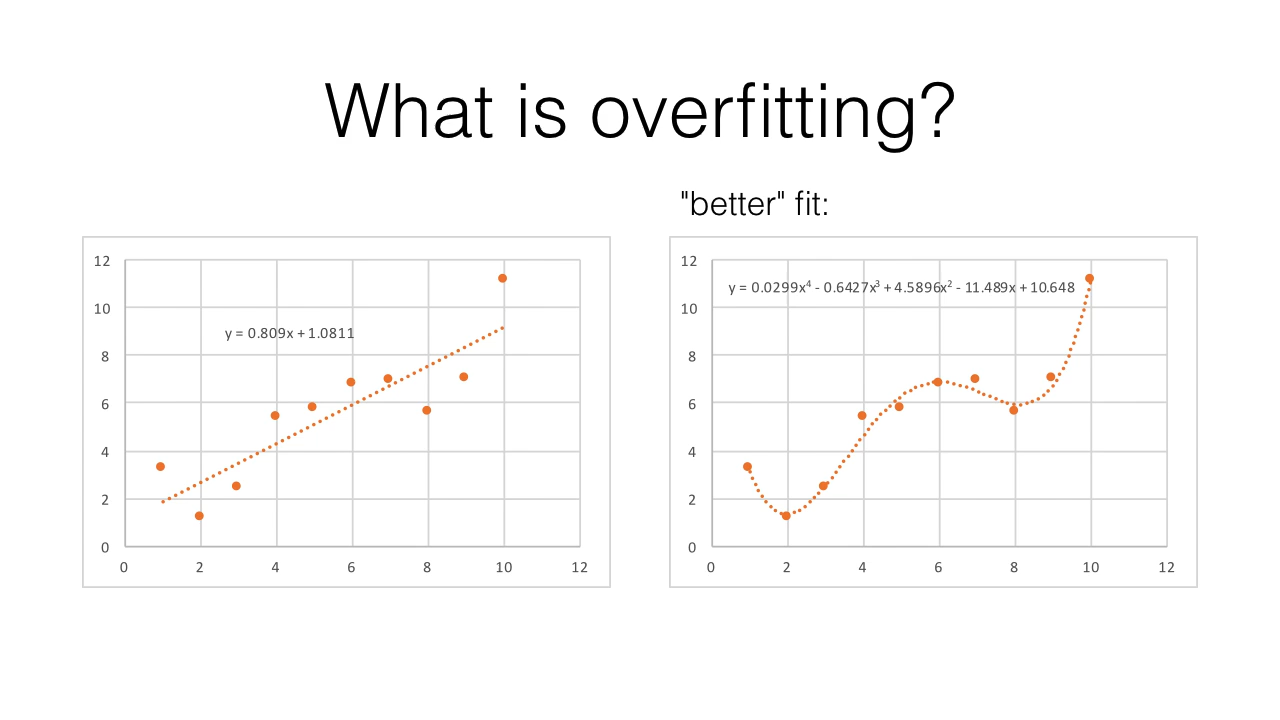 What is overfitting?
"better" fit:
12
10
8
6
4
2
0
y = 0.809x + 1.0811
0 2 4 6 8 10 12
12
10
8
6
4
2
0
y = 0.0299x⁴ - 0.6427x³ + 4.5896x² - 11.489x + 10.648
0 2 4 6 8 10 12